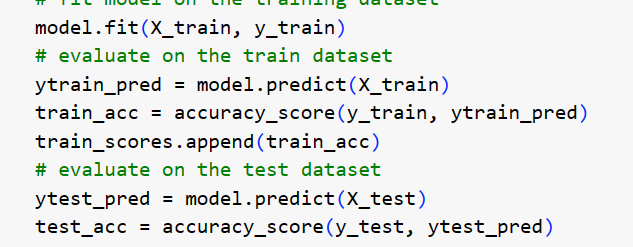 # fit model on the training dataset
model.fit(X_train, y_train)
# evaluate on the train dataset
ytrain_pred = model.predict(X_train)
train_acc = accuracy_score(y_train, ytrain_pred)
train_scores.append(train_acc)
# evaluate on the test dataset
ytest_pred = model.predict(X_test)
test_acc = accuracy_score(y_test, ytest_pred)